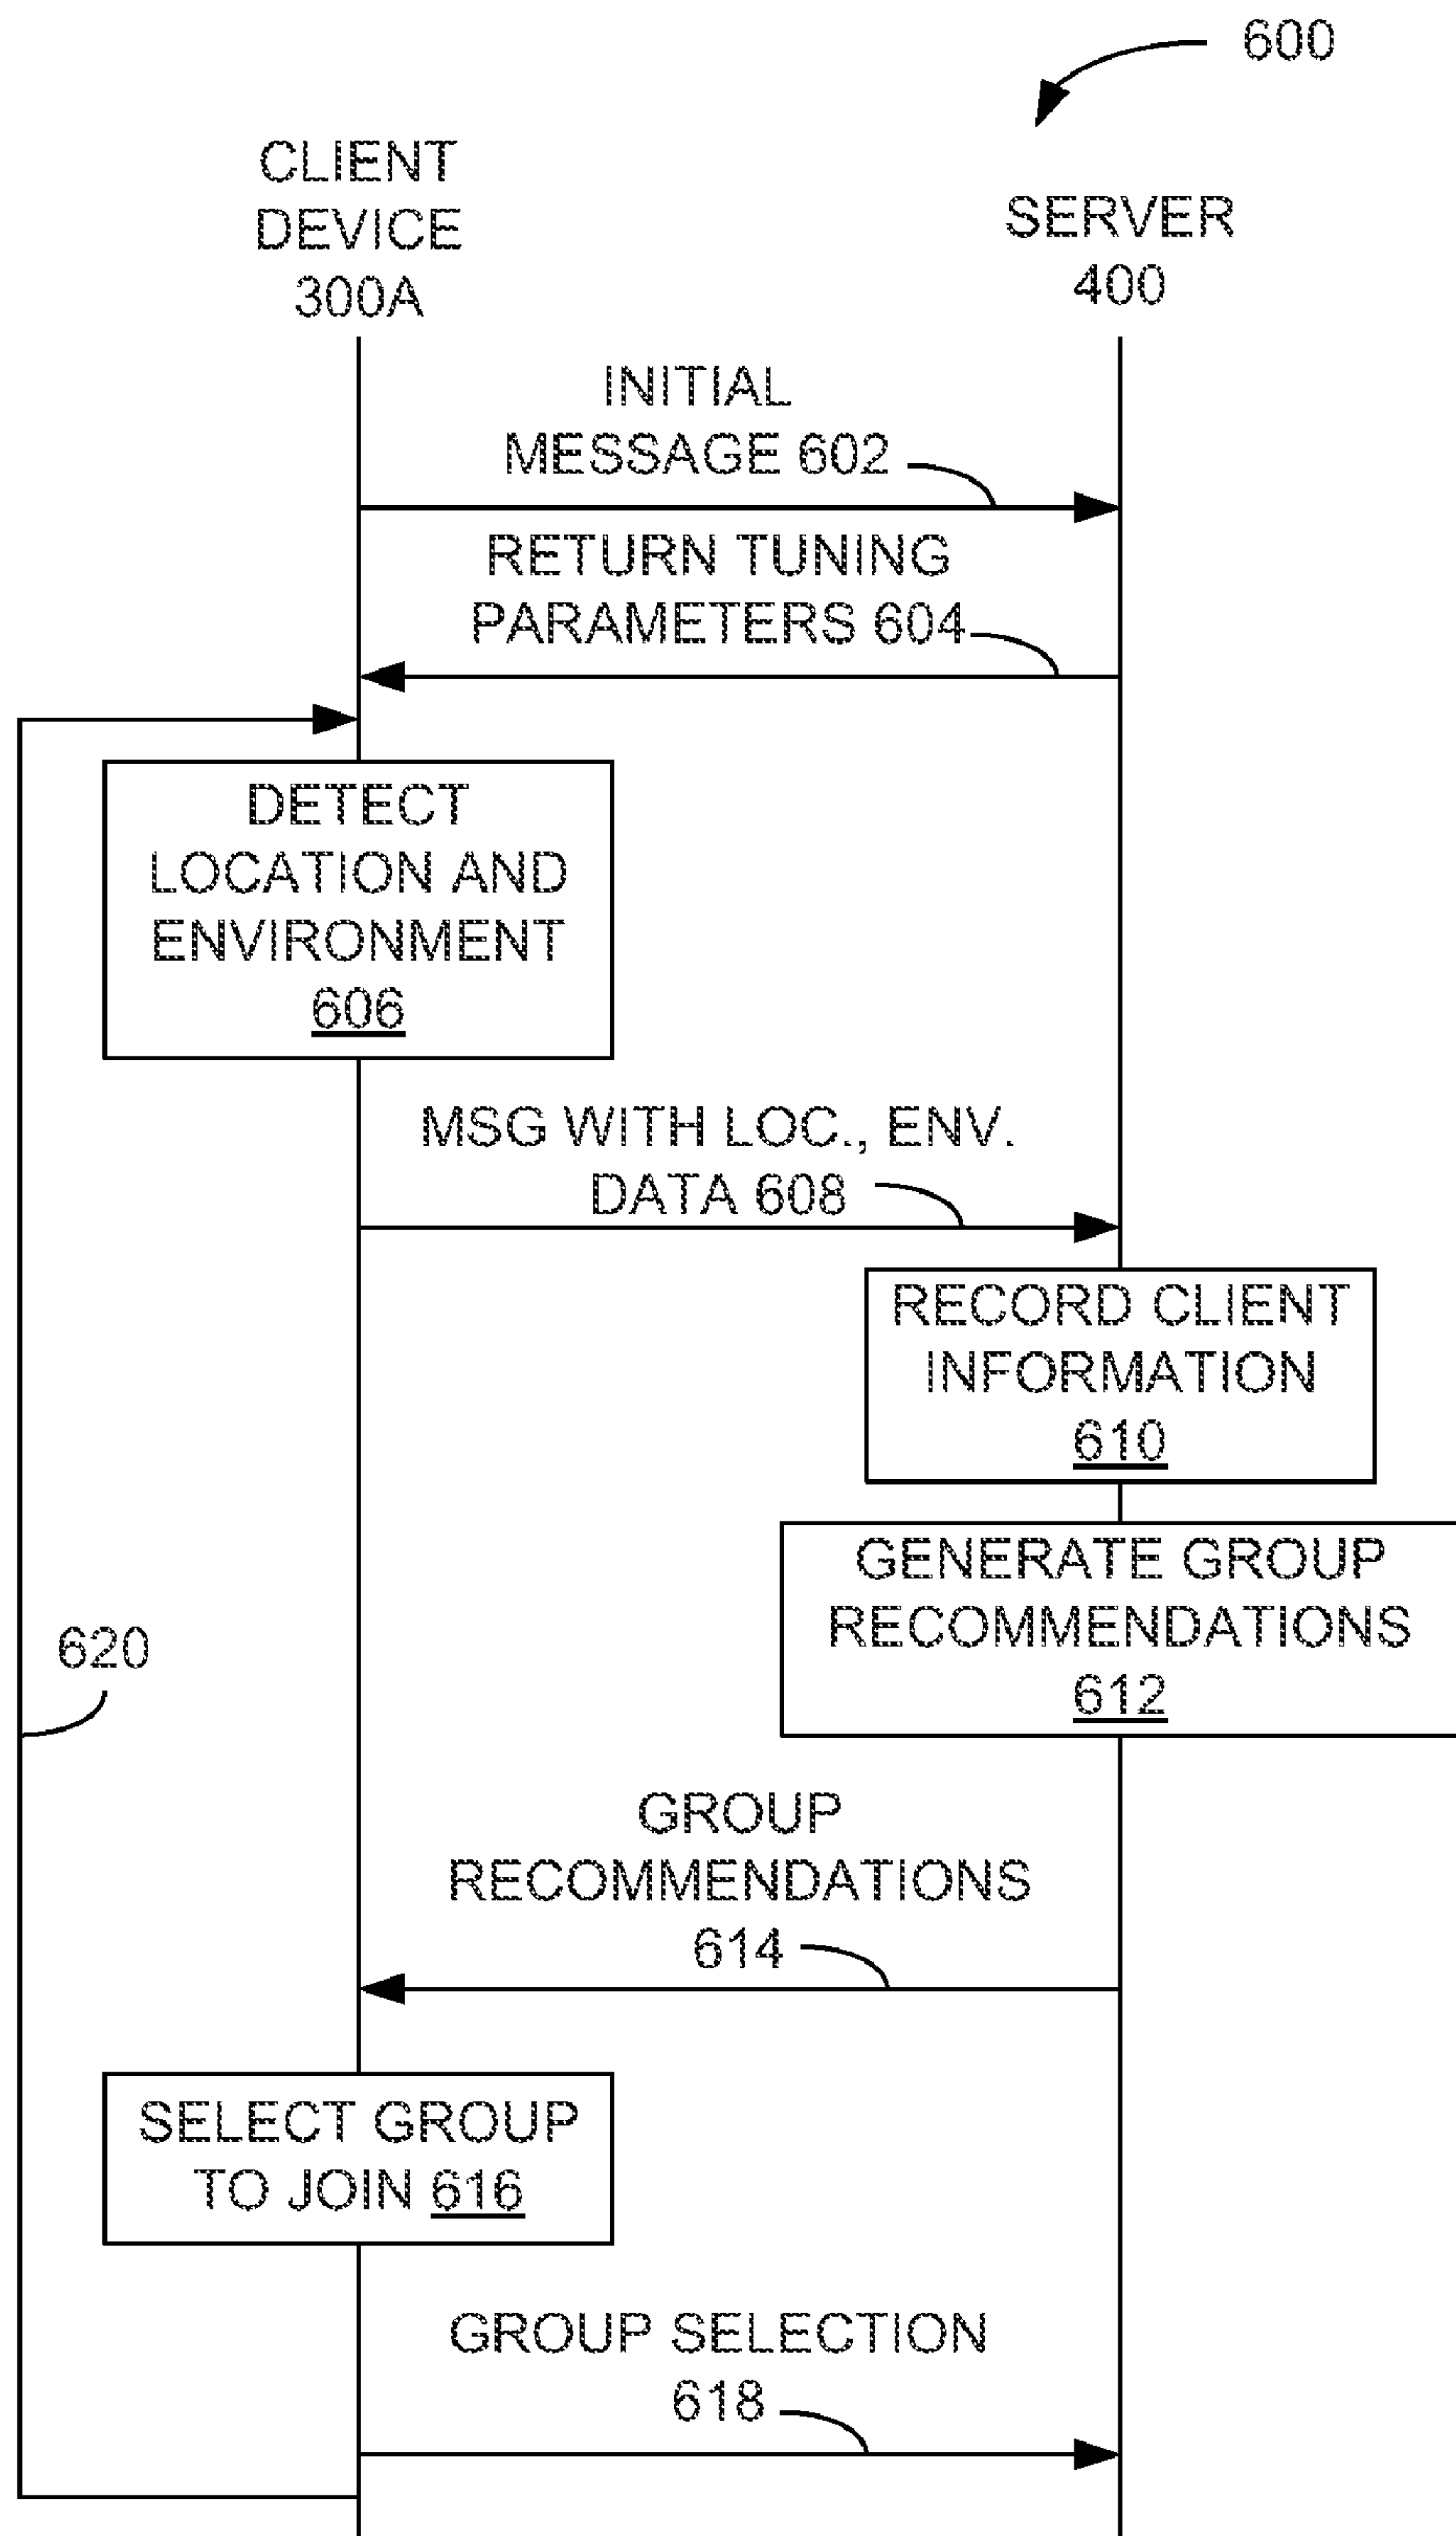 600
CLIENT
DEVICE
300A
SERVER
400
INITIAL
MESSAGE 602
RETURN TUNING
PARAMETERS 604
DETECT
LOCATION AND
ENVIRONMENT
606
MSG WITH LOC., ENV.
DATA 608
RECORD CLIENT
INFORMATION
610
GENERATE GROUP
RECOMMENDATIONS
612
620
GROUP
RECOMMENDATIONS
614
SELECT GROUP
TO JOIN 616
GROUP SELECTION
618